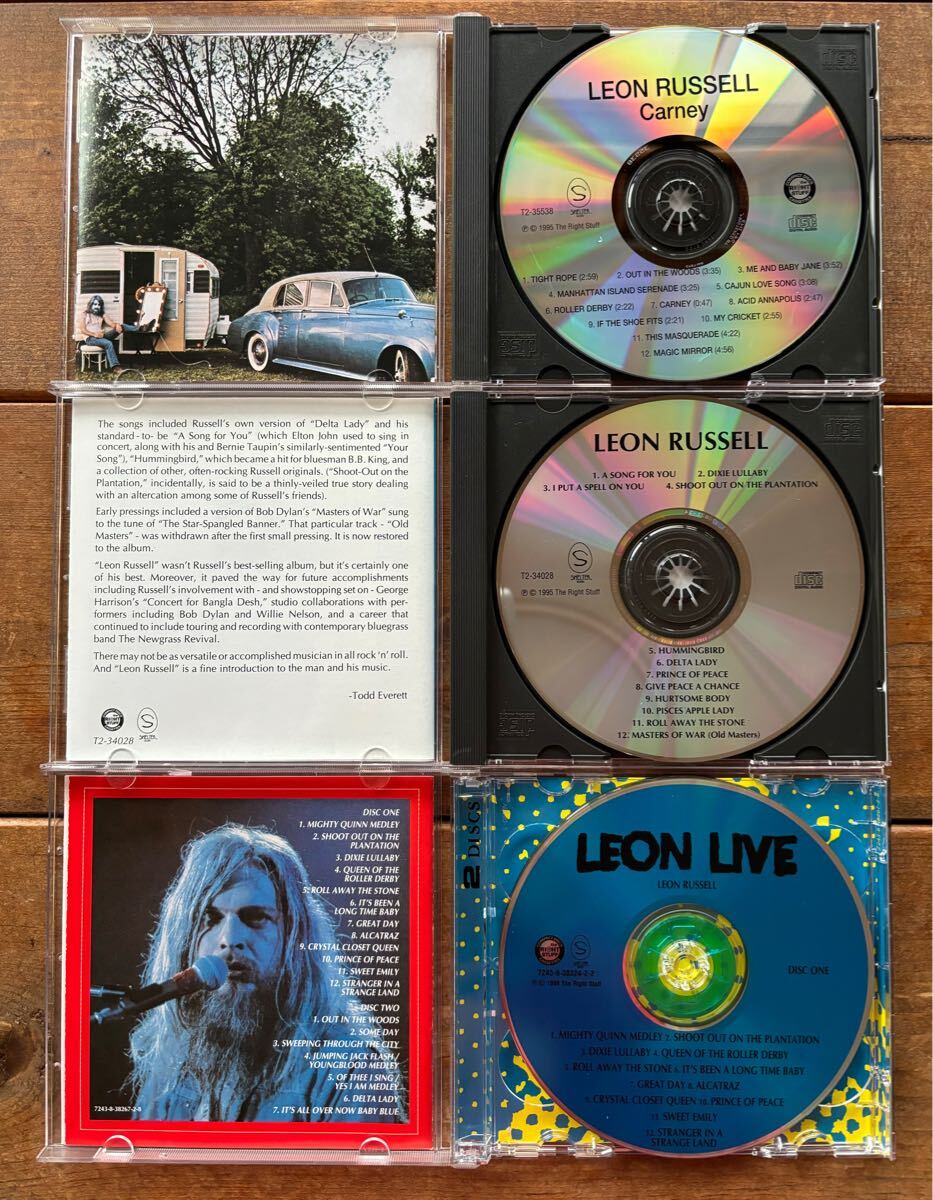 LEON RUSSELL
Carney
T2-35538
SHELTER
℗ © 1995 The Right Stuff
THE RIGHT STUFF
COMPACT disc DIGITAL AUDIO
1. TIGHT ROPE (2:59) 2. OUT IN THE WOODS (3:35) 3. ME AND BABY JANE (3:52)
4. MANHATTAN ISLAND SERENADE (3:25) 5. CAJUN LOVE SONG (3:08)
6. ROLLER DERBY (2:22) 7. CARNEY (0:47) 8. ACID ANNAPOLIS (2:47)
9. IF THE SHOE FITS (2:21) 10. MY CRICKET (2:55)
11. THIS MASQUERADE (4:22)
12. MAGIC MIRROR (4:56)
The songs included Russell's own version of "Delta Lady" and his
standard - to- be "A Song for You" (which Elton John used to sing in
concert, along with his and Bernie Taupin's similarly-sentimented "Your
Song"), "Hummingbird," which became a hit for bluesman B.B. King, and
a collection of other, often-rocking Russell originals. ("Shoot-Out on the
Plantation," incidentally, is said to be a thinly-veiled true story dealing
with an altercation among some of Russell's friends).
Early pressings included a version of Bob Dylan's "Masters of War" sung
to the tune of "The Star-Spangled Banner." That particular track - "Old
Masters" - was withdrawn after the first small pressing. It is now restored
to the album.
"Leon Russell" wasn't Russell's best-selling album, but it's certainly one
of his best. Moreover, it paved the way for future accomplishments
including Russell's involvement with - and showstopping set on - George
Harrison's "Concert for Bangla Desh," studio collaborations with per-
formers including Bob Dylan and Willie Nelson, and a career that
continued to include touring and recording with contemporary bluegrass
band The Newgrass Revival.
There may not be as versatile or accomplished musician in all rock 'n' roll.
And "Leon Russell" is a fine introduction to the man and his music.
-Todd Everett
T2-34028
LEON RUSSELL
1. A SONG FOR YOU 2. DIXIE LULLABY
3. I PUT A SPELL ON YOU 4. SHOOT OUT ON THE PLANTATION
T2-34028
SHELTER
℗ © 1995 The Right Stuff
COMPACT disc DIGITAL AUDIO
5. HUMMINGBIRD
6. DELTA LADY
7. PRINCE OF PEACE
8. GIVE PEACE A CHANCE
9. HURTSOME BODY
10. PISCES APPLE LADY
11. ROLL AWAY THE STONE
12. MASTERS OF WAR (Old Masters)
DISC ONE
1. MIGHTY QUINN MEDLEY
2. SHOOT OUT ON THE
PLANTATION
3. DIXIE LULLABY
4. QUEEN OF THE
ROLLER DERBY
5. ROLL AWAY THE STONE
6. IT'S BEEN A
LONG TIME BABY
7. GREAT DAY
8. ALCATRAZ
9. CRYSTAL CLOSET QUEEN
10. PRINCE OF PEACE
11. SWEET EMILY
12. STRANGER IN A
STRANGE LAND
DISC TWO
1. OUT IN THE WOODS
2. SOME DAY
3. SWEEPING THROUGH THE CITY
4. JUMPING JACK FLASH /
YOUNGBLOOD MEDLEY
5. OF THEE I SING /
YES I AM MEDLEY
6. DELTA LADY
7. IT'S ALL OVER NOW BABY BLUE
7243-8-38267-2-8
2 DISCS
LEON LIVE
LEON RUSSELL
7243-8-38324-2-2
DISC ONE
1. MIGHTY QUINN MEDLEY 2. SHOOT OUT ON THE PLANTATION
3. DIXIE LULLABY 4. QUEEN OF THE ROLLER DERBY
5. ROLL AWAY THE STONE 6. IT'S BEEN A LONG TIME BABY
7. GREAT DAY 8. ALCATRAZ
9. CRYSTAL CLOSET QUEEN 10. PRINCE OF PEACE
11. SWEET EMILY
12. STRANGER IN A
STRANGE LAND